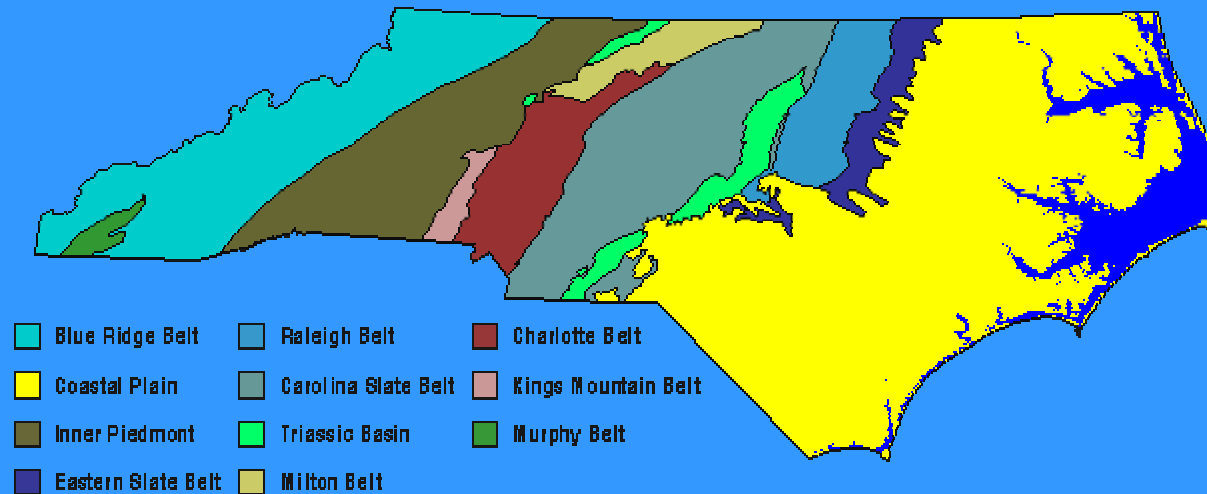 Blue Ridge Belt
Raleigh Belt
Charlotte Belt
Coastal Plain
Carolina Slate Belt
Kings Mountain Belt
Inner Piedmont
Triassic Basin
Murphy Belt
Eastern Slate Belt
Milton Belt